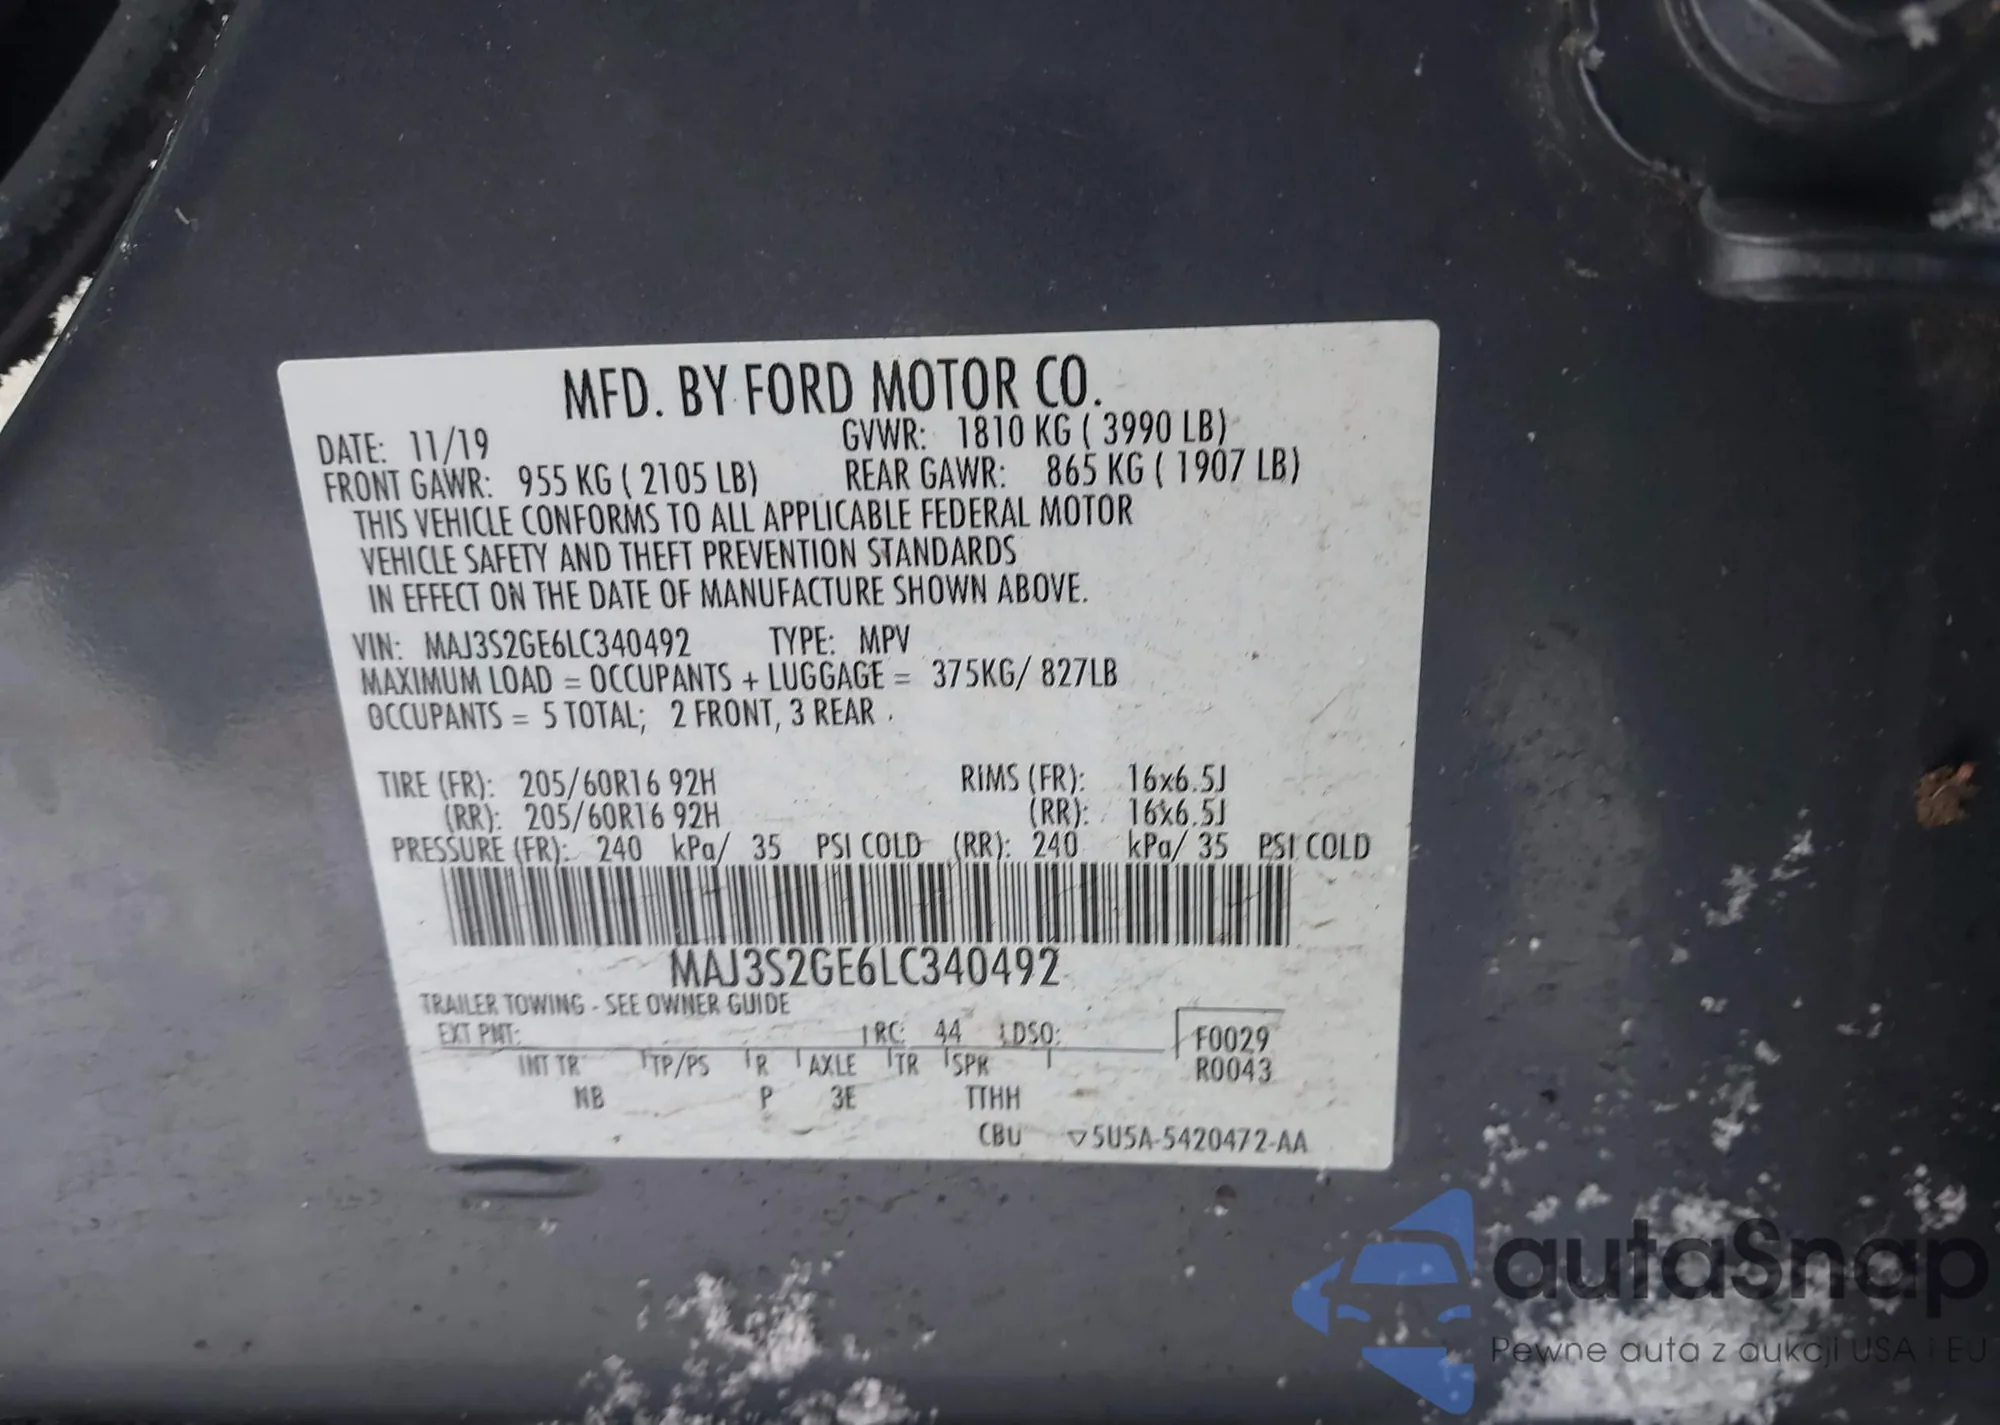 MFD. BY FORD MOTOR CO.
DATE: 11/19 GVWR: 1810 KG ( 3990 LB)
FRONT GAWR: 955 KG ( 2105 LB) REAR GAWR: 865 KG ( 1907 LB)
THIS VEHICLE CONFORMS TO ALL APPLICABLE FEDERAL MOTOR
VEHICLE SAFETY AND THEFT PREVENTION STANDARDS
IN EFFECT ON THE DATE OF MANUFACTURE SHOWN ABOVE.
VIN: MAJ3S2GE6LC340492 TYPE: MPV
MAXIMUM LOAD = OCCUPANTS + LUGGAGE = 375KG/ 827LB
OCCUPANTS = 5 TOTAL; 2 FRONT, 3 REAR
TIRE (FR): 205/60R16 92H RIMS (FR): 16x6.5J
(RR): 205/60R16 92H (RR): 16x6.5J
PRESSURE (FR): 240 kPa/ 35 PSI COLD (RR): 240 kPa/ 35 PSI COLD
MAJ3S2GE6LC340492
TRAILER TOWING - SEE OWNER GUIDE
EXT PNT: RC: 44 DSO: F0029
INT TR TP/PS R AXLE TR SPR R0043
NB P 3E TTHH
CBU ▽5U5A-5420472-AA
autaSnap
Pewne auta z aukcji USA i EU